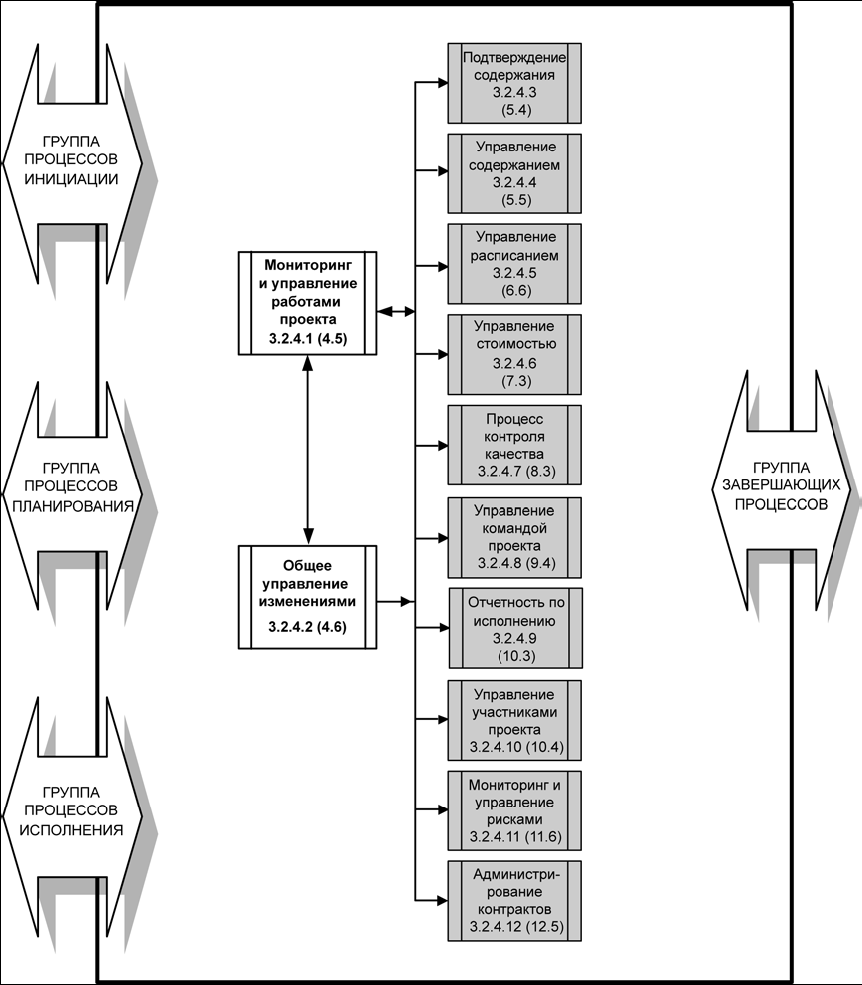 ГРУППА
ПРОЦЕССОВ
ИНИЦИАЦИИ
ГРУППА
ПРОЦЕССОВ
ПЛАНИРОВАНИЯ
ГРУППА
ПРОЦЕССОВ
ИСПОЛНЕНИЯ
Мониторинг
и управление
работами
проекта
3.2.4.1 (4.5)
Общее
управление
изменениями
3.2.4.2 (4.6)
Подтверждение
содержания
3.2.4.3
(5.4)
Управление
содержанием
3.2.4.4
(5.5)
Управление
расписанием
3.2.4.5
(6.6)
Управление
стоимостью
3.2.4.6
(7.3)
Процесс
контроля
качества
3.2.4.7 (8.3)
Управление
командой
проекта
3.2.4.8 (9.4)
Отчетность по
исполнению
3.2.4.9
(10.3)
Управление
участниками
проекта
3.2.4.10 (10.4)
Мониторинг и
управление
рисками
3.2.4.11 (11.6)
Администри-
рование
контрактов
3.2.4.12 (12.5)
ГРУППА
ЗАВЕРШАЮЩИХ
ПРОЦЕССОВ